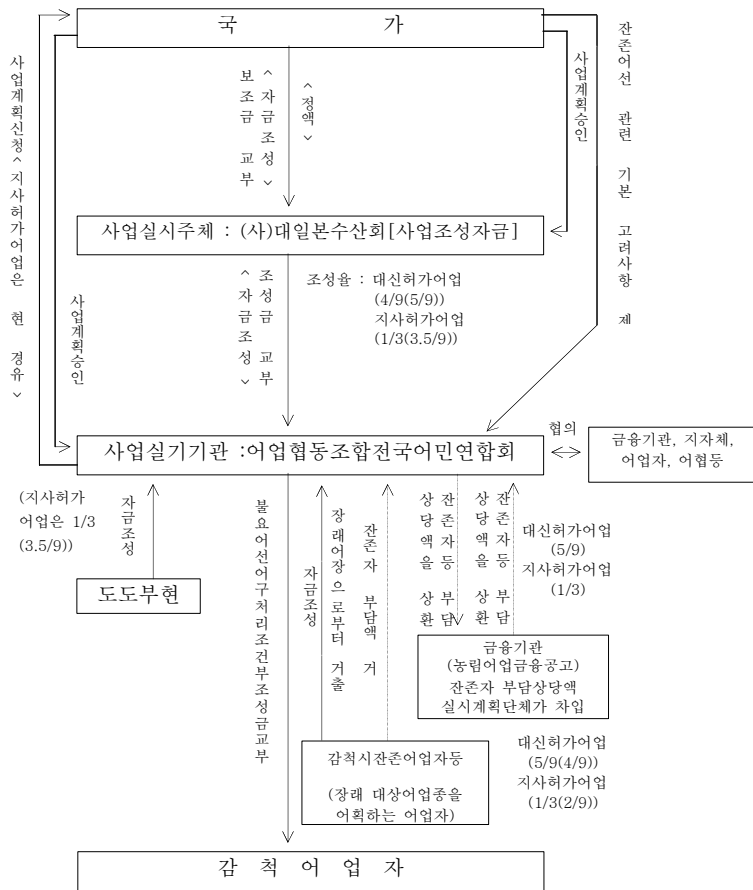 국 가
사업계획신청<지사허가어업은 현 경유>
사업계획승인
보조금 교부
<자금조성>
<정액>
사업계획승인
잔존어선 관련 기본 고려사항 제
사업실시주체 : (사)대일본수산회[사업조성자금]
<자금조성>
조성금 교부
조성율 : 대신허가어업
(4/9(5/9))
지사허가어업
(1/3(3.5/9))
사업실기기관 :어업협동조합전국어민연합회
협의
금융기관, 지자체,
어업자, 어협등
(지사허가
어업은 1/3
(3.5/9))
자금조성
도도부현
불요어선어구처리조건부조성금교부
자금조성
장래어장으로부터 거출
잔존자 부담액 거
상당액을 상환
잔존자등 부담
상당액을 상환
잔존자등 부담
대신허가어업
(5/9)
지사허가어업
(1/3)
금융기관
(농림어업금융공고)
잔존자 부담상당액
실시계획단체가 차입
감척시잔존어업자등
(장래 대상어업종을
어획하는 어업자)
대신허가어업
(5/9(4/9))
지사허가어업
(1/3(2/9))
감 척 어 업 자